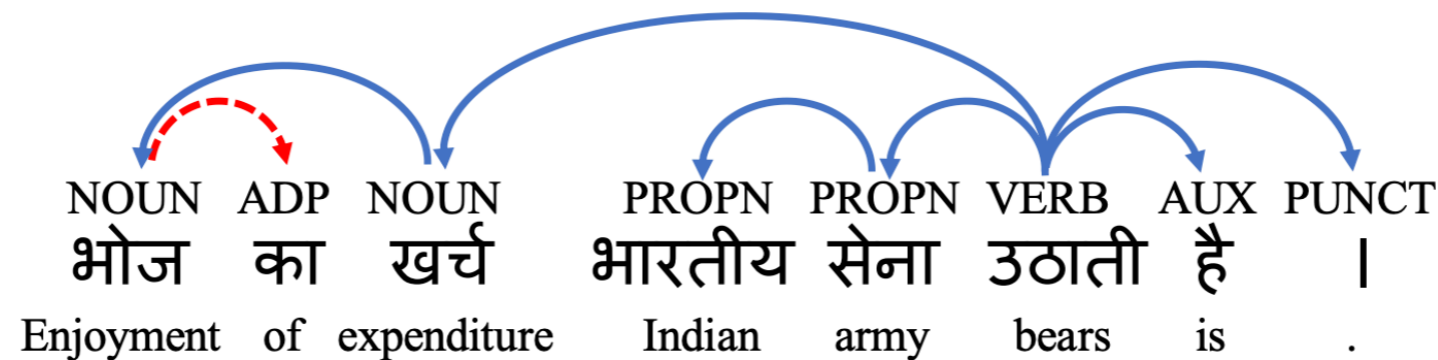 NOUN ADP NOUN PROPN PROPN VERB AUX PUNCT
भोज का खर्च भारतीय सेना उठाती है ।
Enjoyment of expenditure Indian army bears is .